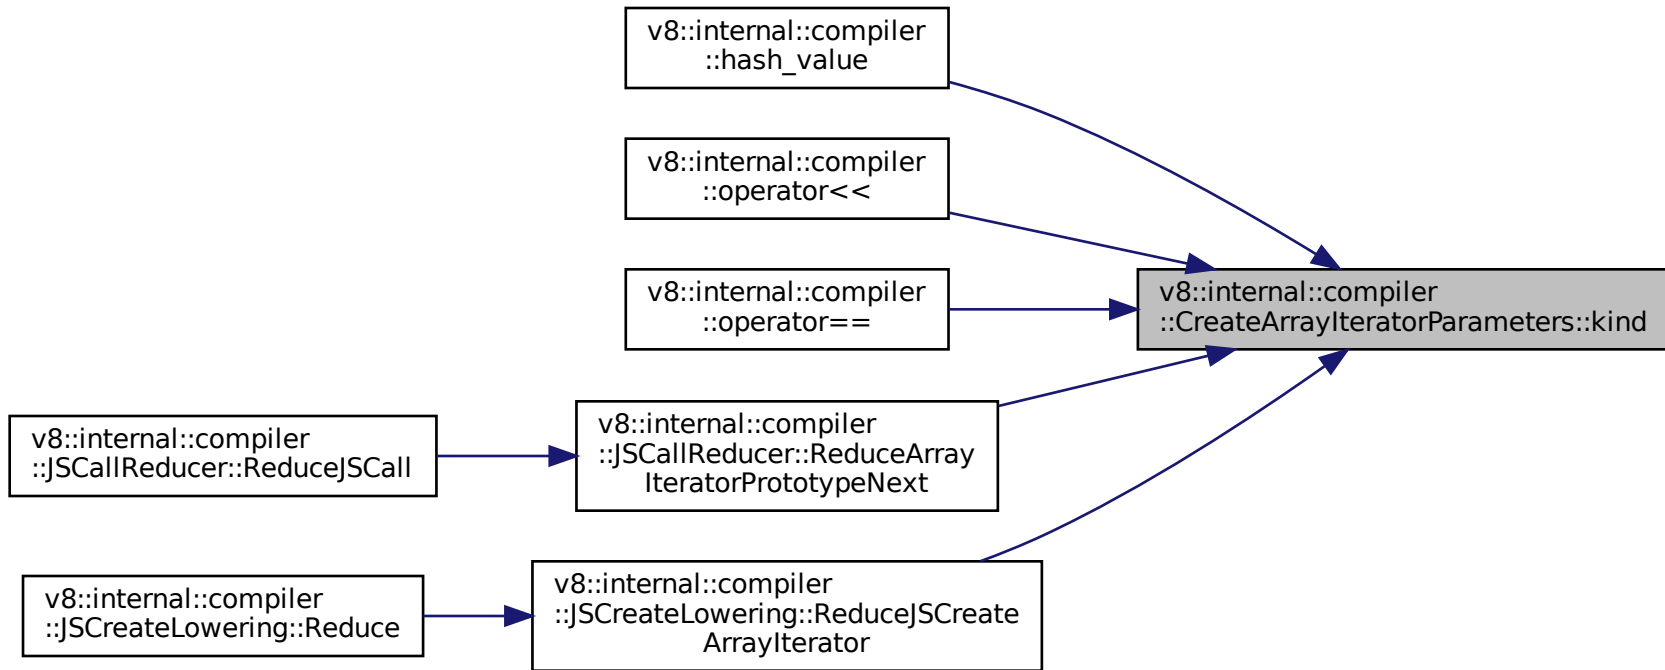 v8::internal::compiler
::hash_value
v8::internal::compiler
::operator<<
v8::internal::compiler
::operator==
v8::internal::compiler
::CreateArrayIteratorParameters::kind
v8::internal::compiler
::JSCallReducer::ReduceJSCall
v8::internal::compiler
::JSCallReducer::ReduceArray
IteratorPrototypeNext
v8::internal::compiler
::JSCreateLowering::Reduce
v8::internal::compiler
::JSCreateLowering::ReduceJSCreate
ArrayIterator